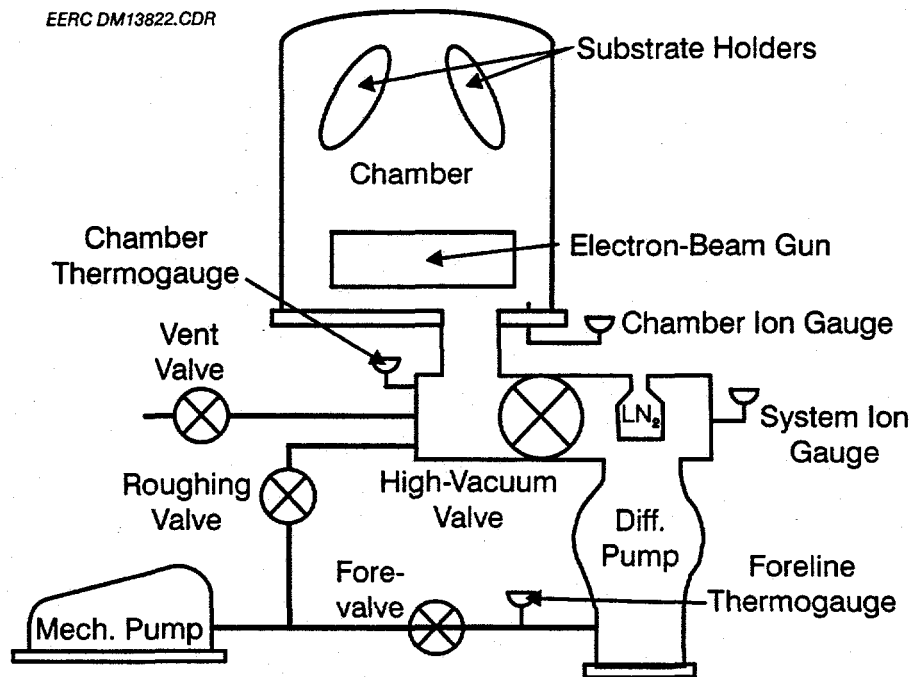 EERC DM13822.CDR
Substrate Holders
Chamber
Chamber
Thermogauge
Electron-Beam Gun
Chamber Ion Gauge
Vent
Valve
LN₂
System Ion
Gauge
Roughing
Valve
High-Vacuum
Valve
Diff.
Pump
Fore-
valve
Foreline
Thermogauge
Mech. Pump